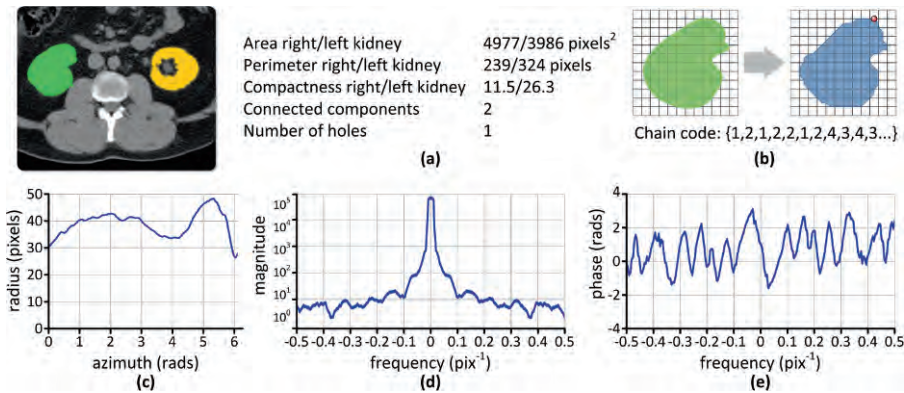 Area right/left kidney 4977/3986 pixels²
Perimeter right/left kidney 239/324 pixels
Compactness right/left kidney 11.5/26.3
Connected components 2
Number of holes 1
(a)
Chain code: {1,2,1,2,2,1,2,4,3,4,3...}
(b)
radius (pixels)
50
40
30
20
10
0
0 1 2 3 4 5 6
azimuth (rads)
(c)
magnitude
10⁵
10⁴
10³
10²
10¹
10⁰
-0.5 -0.4 -0.3 -0.2 -0.1 0 0.1 0.2 0.3 0.4 0.5
frequency (pix⁻¹)
(d)
phase (rads)
4
2
0
-2
-4
-0.5 -0.4 -0.3 -0.2 -0.1 0 0.1 0.2 0.3 0.4 0.5
frequency (pix⁻¹)
(e)